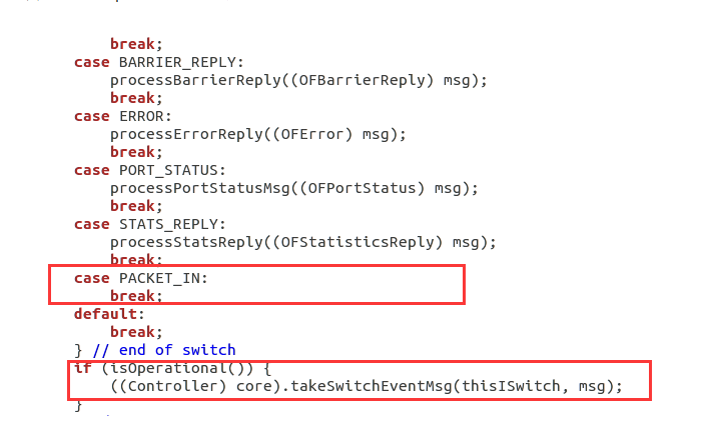 break;
case BARRIER_REPLY:
processBarrierReply((OFBarrierReply) msg);
break;
case ERROR:
processErrorReply((OFError) msg);
break;
case PORT_STATUS:
processPortStatusMsg((OFPortStatus) msg);
break;
case STATS_REPLY:
processStatsReply((OFStatisticsReply) msg);
break;
case PACKET_IN:
break;
default:
break;
} // end of switch
if (isOperational()) {
((Controller) core).takeSwitchEventMsg(thisISwitch, msg);
}